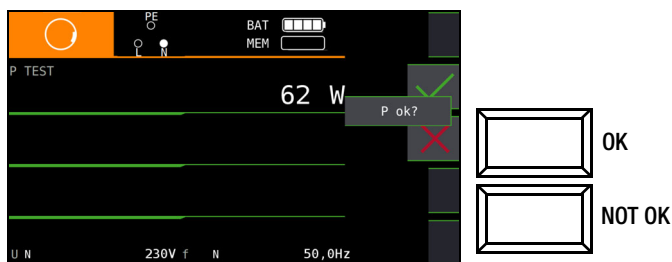 PE
BAT
L N
MEM
P TEST
62 W
P ok?
OK
NOT OK
U N 230V f N 50,0Hz